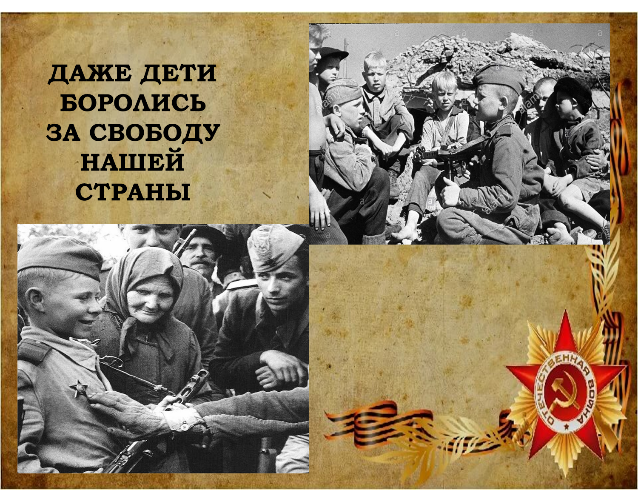 ДАЖЕ ДЕТИ
БОРОЛИСЬ
ЗА СВОБОДУ
НАШЕЙ
СТРАНЫ
ОТЕЧЕСТВЕННАЯ ВОЙНА